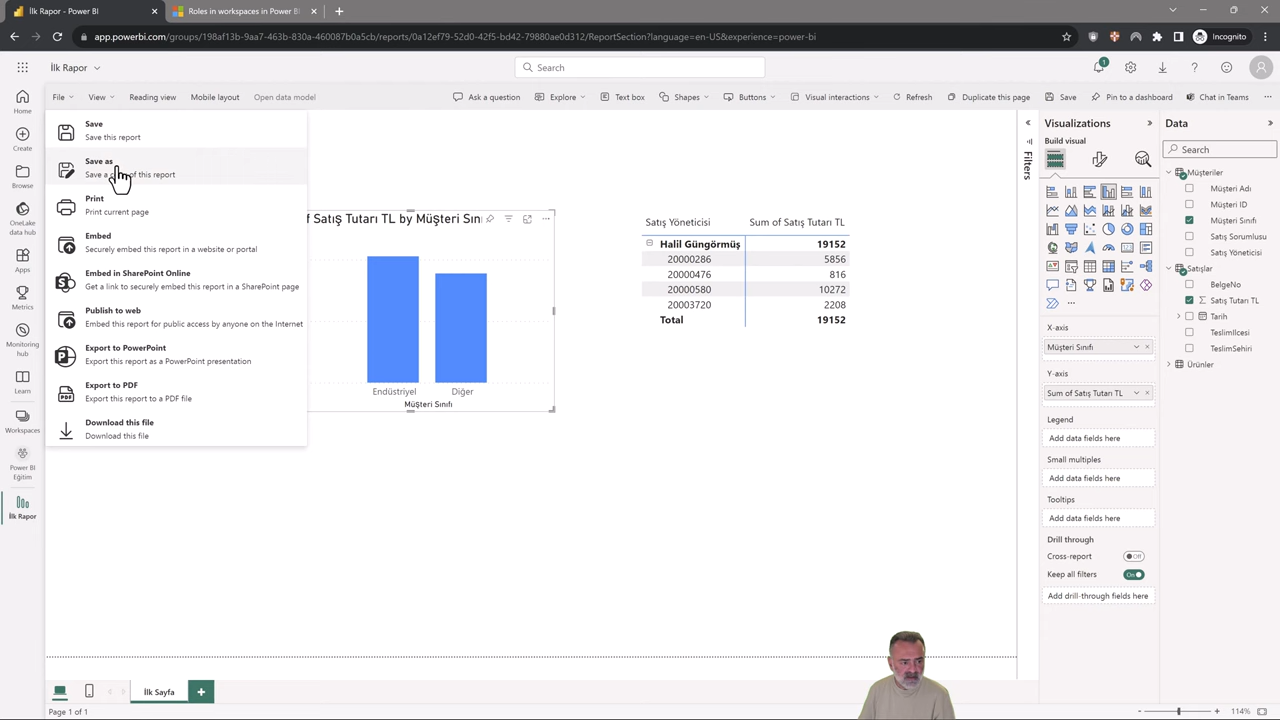 İlk Rapor - Power BI
Roles in workspaces in Power BI
app.powerbi.com/groups/198af13b-9aa7-463b-830a-460087b0a5cb/reports/0a12ef79-52d0-42f5-bd42-79880ae0d312/ReportSection?language=en-US&experience=power-bi
Incognito
İlk Rapor
Search
1
File
View
Reading view
Mobile layout
Open data model
Ask a question
Explore
Text box
Shapes
Buttons
Visual interactions
Refresh
Duplicate this page
Save
Pin to a dashboard
Chat in Teams
Home
Create
Browse
OneLake
data hub
Apps
Metrics
Monitoring
hub
Learn
Workspaces
Power BI
Eğitim
İlk Rapor
Save
Save this report
Save as
Save a of this report
Print
Print current page
Embed
Securely embed this report in a website or portal
Embed in SharePoint Online
Get a link to securely embed this report in a SharePoint page
Publish to web
Embed this report for public access by anyone on the Internet
Export to PowerPoint
Export this report as a PowerPoint presentation
Export to PDF
Export this report to a PDF file
Download this file
Download this file
f Satış Tutarı TL by Müşteri Sını
Endüstriyel
Diğer
Müşteri Sınıfı
Satış Yöneticisi Sum of Satış Tutarı TL
Halil Güngörmüş 19152
20000286 5856
20000476 816
20000580 10272
20003720 2208
Total 19152
Filters
Visualizations
Build visual
X-axis
Müşteri Sınıfı
Y-axis
Sum of Satış Tutarı TL
Legend
Add data fields here
Small multiples
Add data fields here
Tooltips
Add data fields here
Drill through
Cross-report Off
Keep all filters On
Add drill-through fields here
Data
Search
Müşteriler
Müşteri Adı
Müşteri ID
Müşteri Sınıfı
Satış Sorumlusu
Satış Yöneticisi
Satışlar
BelgeNo
Satış Tutarı TL
Tarih
TeslimIlcesi
TeslimSehiri
Ürünler
İlk Sayfa
Page 1 of 1
114%